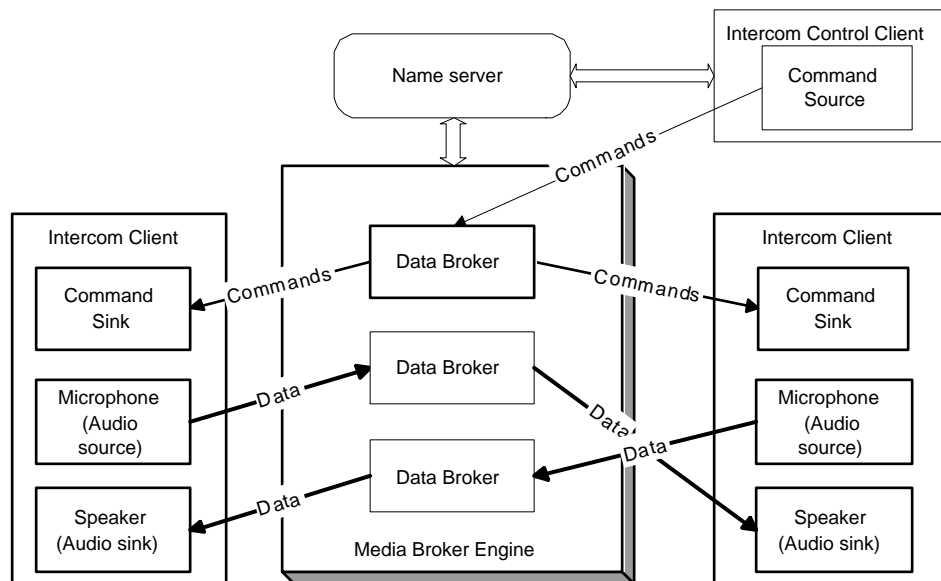 Intercom Control Client
Command
Source
Name server
Commands
Intercom Client
Command
Sink
Microphone
(Audio
source)
Speaker
(Audio sink)
Commands
Data
Data
Data Broker
Data Broker
Data Broker
Media Broker Engine
Commands
Data
Data
Intercom Client
Command
Sink
Microphone
(Audio
source)
Speaker
(Audio sink)